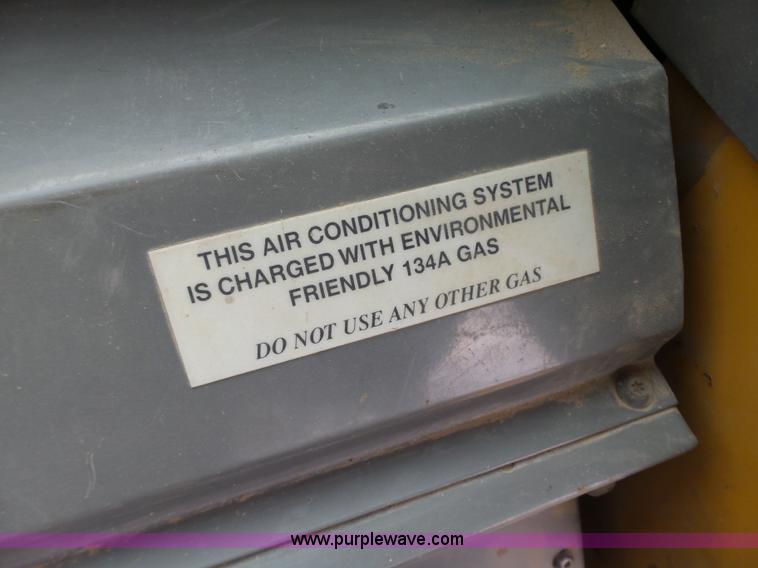 THIS AIR CONDITIONING SYSTEM
IS CHARGED WITH ENVIRONMENTAL
FRIENDLY 134A GAS
DO NOT USE ANY OTHER GAS
www.purplewave.com